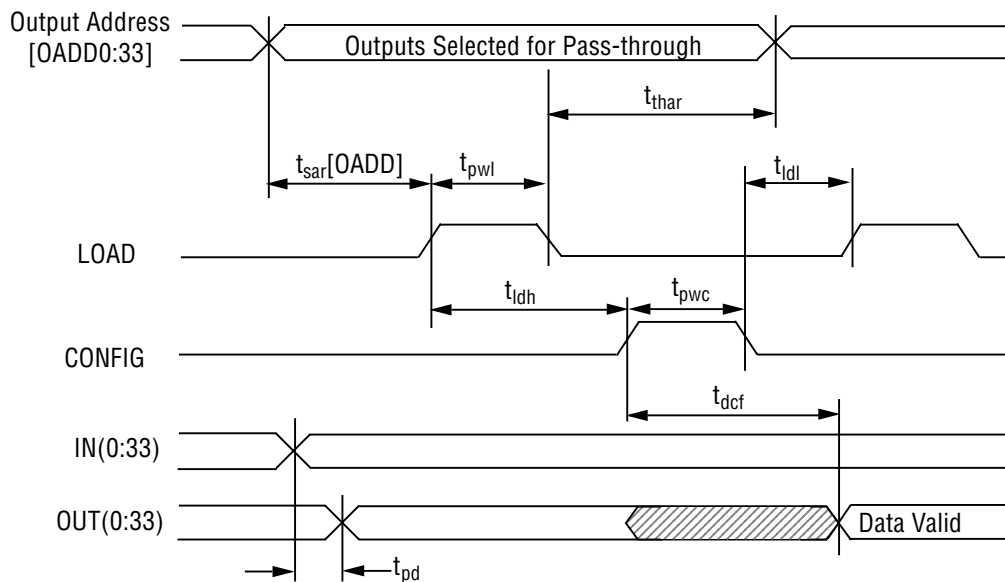 Output Address
[OADD0:33]
Outputs Selected for Pass-through
tthar
tsar[OADD]
tpwl
tldl
LOAD
tldh
tpwc
CONFIG
tdcf
IN(0:33)
OUT(0:33)
Data Valid
tpd